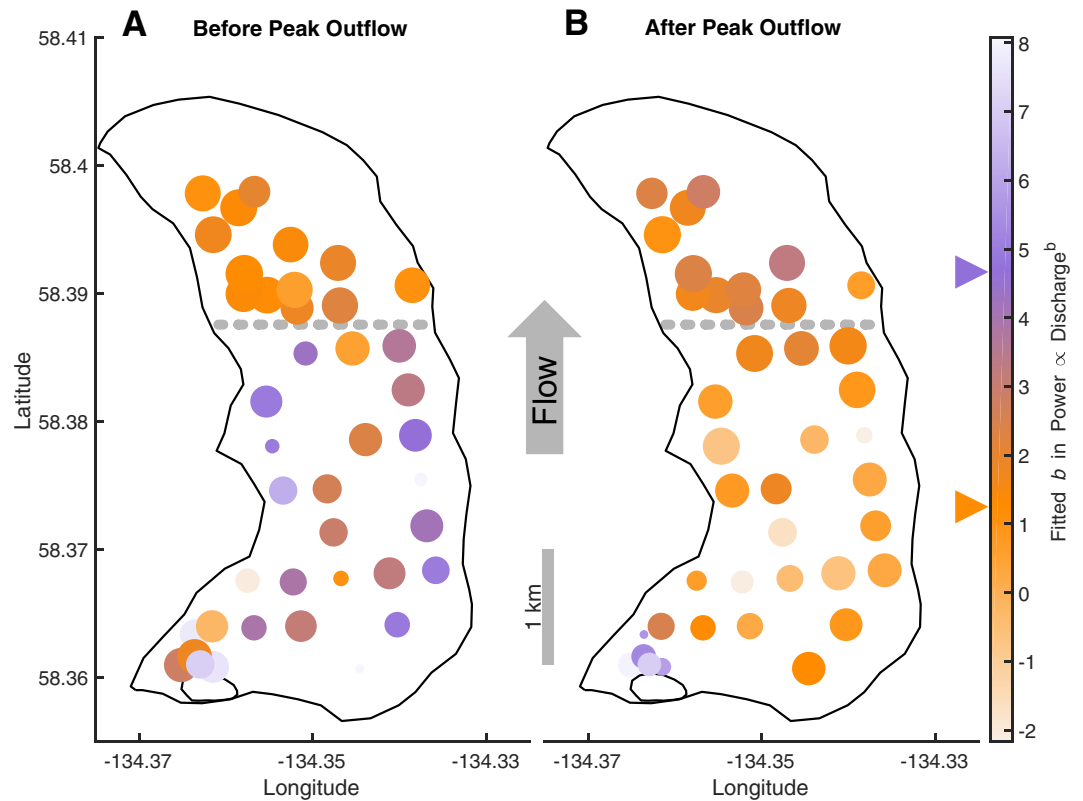 A
Before Peak Outflow
B
After Peak Outflow
58.41
58.4
58.39
58.38
58.37
58.36
Latitude
-134.37
-134.35
-134.33
Longitude
Flow
1 km
-134.37
-134.35
-134.33
Longitude
8
7
6
5
4
3
2
1
0
-1
-2
Fitted b in Power ∝ Dischargeᵇ